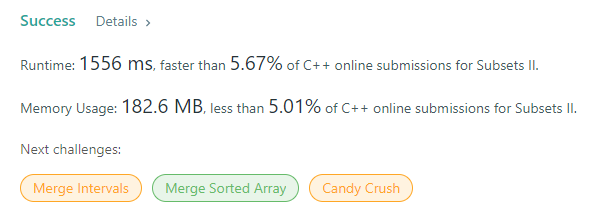 Success Details ›
Runtime: 1556 ms, faster than 5.67% of C++ online submissions for Subsets II.
Memory Usage: 182.6 MB, less than 5.01% of C++ online submissions for Subsets II.
Next challenges:
Merge Intervals Merge Sorted Array Candy Crush